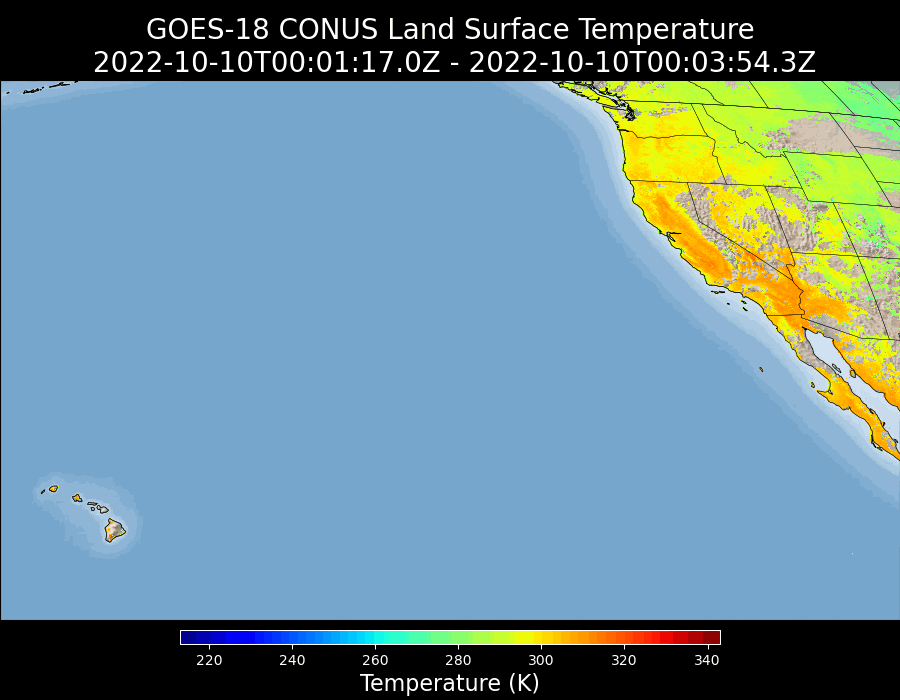 GOES-18 CONUS Land Surface Temperature
2022-10-10T00:01:17.0Z - 2022-10-10T00:03:54.3Z
220 240 260 280 300 320 340
Temperature (K)